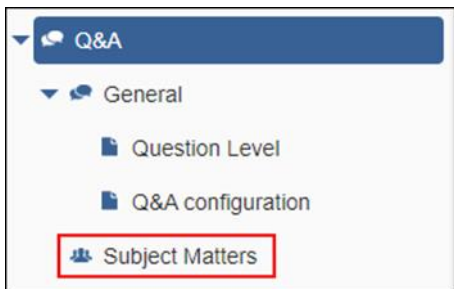 Q&A
General
Question Level
Q&A configuration
Subject Matters